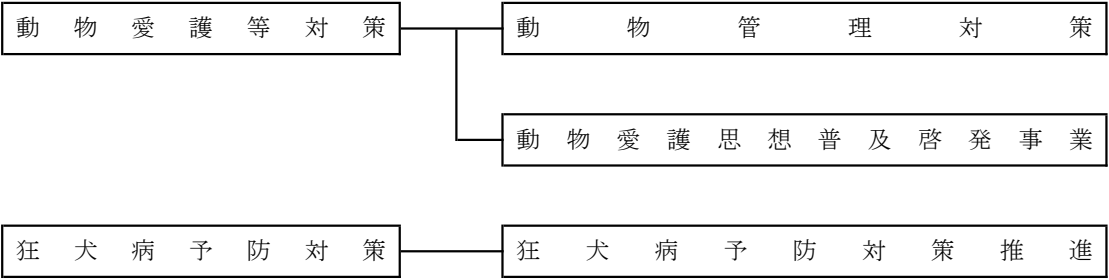 動物愛護等対策
動物管理対策
動物愛護思想普及啓発事業
狂犬病予防対策
狂犬病予防対策推進